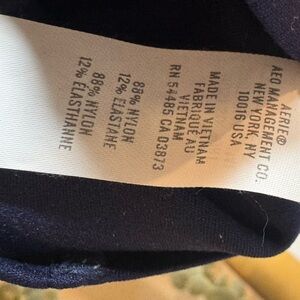 AERIE®
AEO MANAGEMENT CO.
NEW YORK, NY
10016 USA
MADE IN VIETNAM
FABRIQUÉ AU
VIETNAM
RN 54485 CA 03873
88% NYLON
12% ELASTANE
88% NYLON
12% ÉLASTHANNE